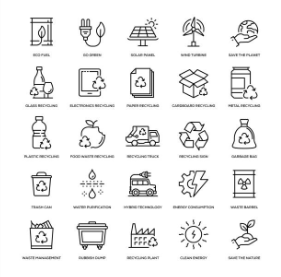 ECO FUEL
GO GREEN
SOLAR PANEL
WIND TURBINE
SAVE THE PLANET
GLASS RECYCLING
ELECTRONICS RECYCLING
PAPER RECYCLING
CARDBOARD RECYCLING
METAL RECYCLING
PLASTIC RECYCLING
FOOD WASTE RECYCLING
RECYCLING TRUCK
RECYCLING SIGN
GARBAGE BAG
TRASH CAN
WATER PURIFICATION
HYBRID TECHNOLOGY
ENERGY CONSUMPTION
WASTE BARREL
WASTE MANAGEMENT
RUBBISH DUMP
RECYCLING PLANT
CLEAN ENERGY
SAVE THE NATURE